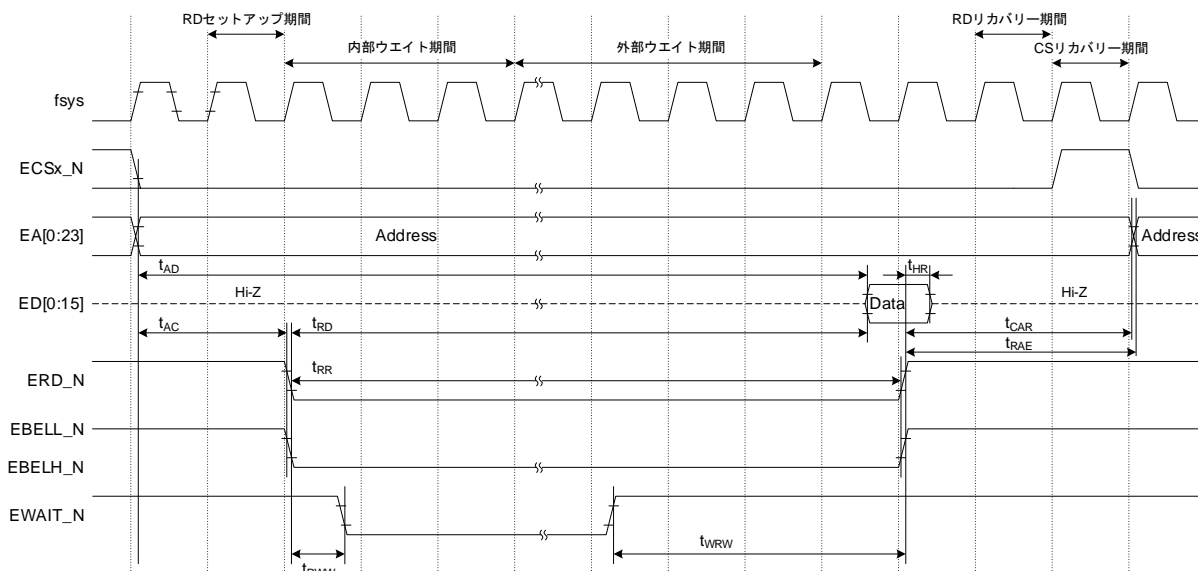 RDセットアップ期間
RDリカバリー期間
内部ウエイト期間
外部ウエイト期間
CSリカバリー期間
fsys
ECSx_N
EA[0:23]
Address
Address
tAD
tHR
ED[0:15]
Hi-Z
Data
Hi-Z
tAC
tRD
tCAR
tRAE
ERD_N
tRR
EBELL_N
EBELH_N
EWAIT_N
tWRW